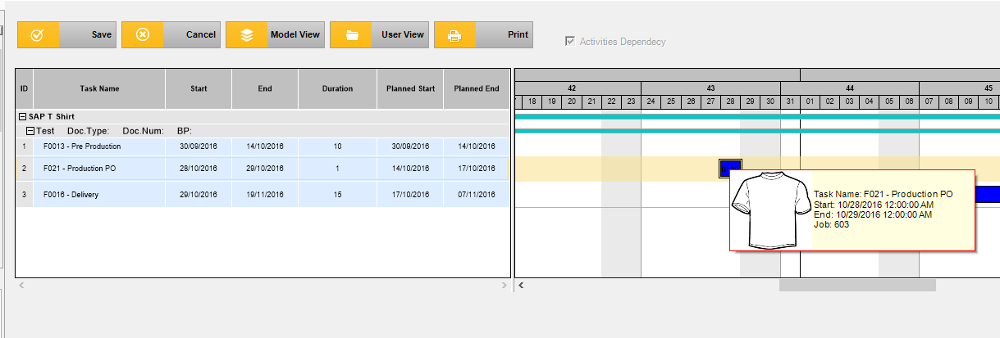 Save Cancel Model View User View Print Activities Dependecy
ID Task Name Start End Duration Planned Start Planned End
42 43 44 45
18 19 20 21 22 23 24 25 26 27 28 29 30 31 01 02 03 04 05 06 07 08 09 10
SAP T Shirt
Test Doc.Type: Doc.Num: BP:
1 F0013 - Pre Production 30/09/2016 14/10/2016 10 30/09/2016 14/10/2016
2 F021 - Production PO 28/10/2016 29/10/2016 1 14/10/2016 17/10/2016
3 F0016 - Delivery 29/10/2016 19/11/2016 15 17/10/2016 07/11/2016
Task Name: F021 - Production PO
Start: 10/28/2016 12:00:00 AM
End: 10/29/2016 12:00:00 AM
Job: 603